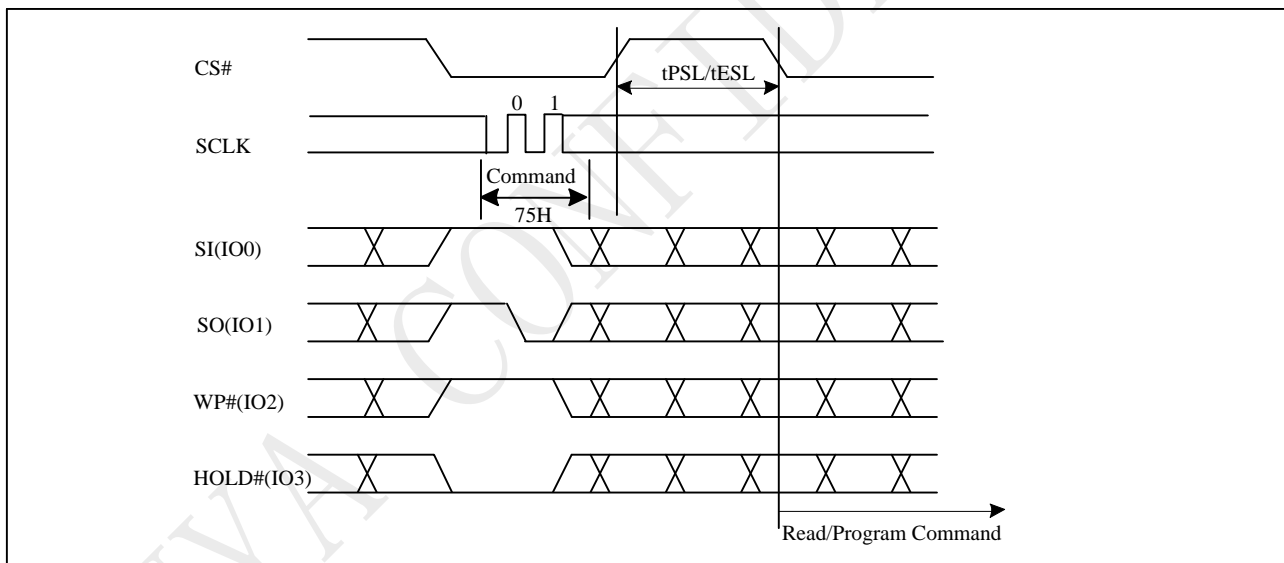 CS#
tPSL/tESL
0 1
SCLK
Command
75H
SI(IO0)
SO(IO1)
WP#(IO2)
HOLD#(IO3)
Read/Program Command